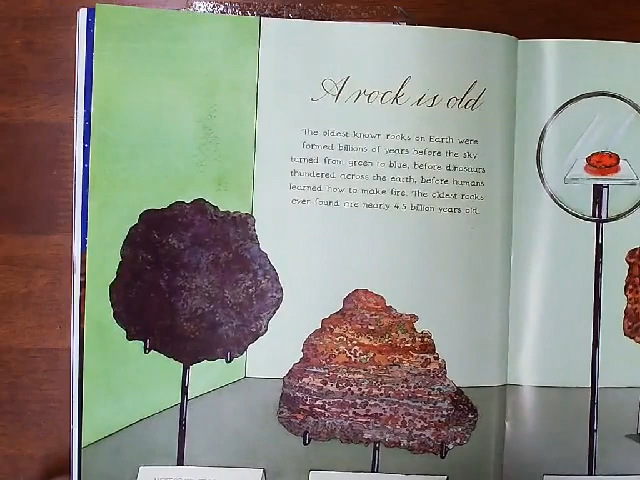 A rock is old
The oldest known rocks on Earth were
formed billions of years before the sky
turned from green to blue, before dinosaurs
thundered across the earth, before humans
learned how to make fire. The oldest rocks
ever found are nearly 4.5 billion years old.